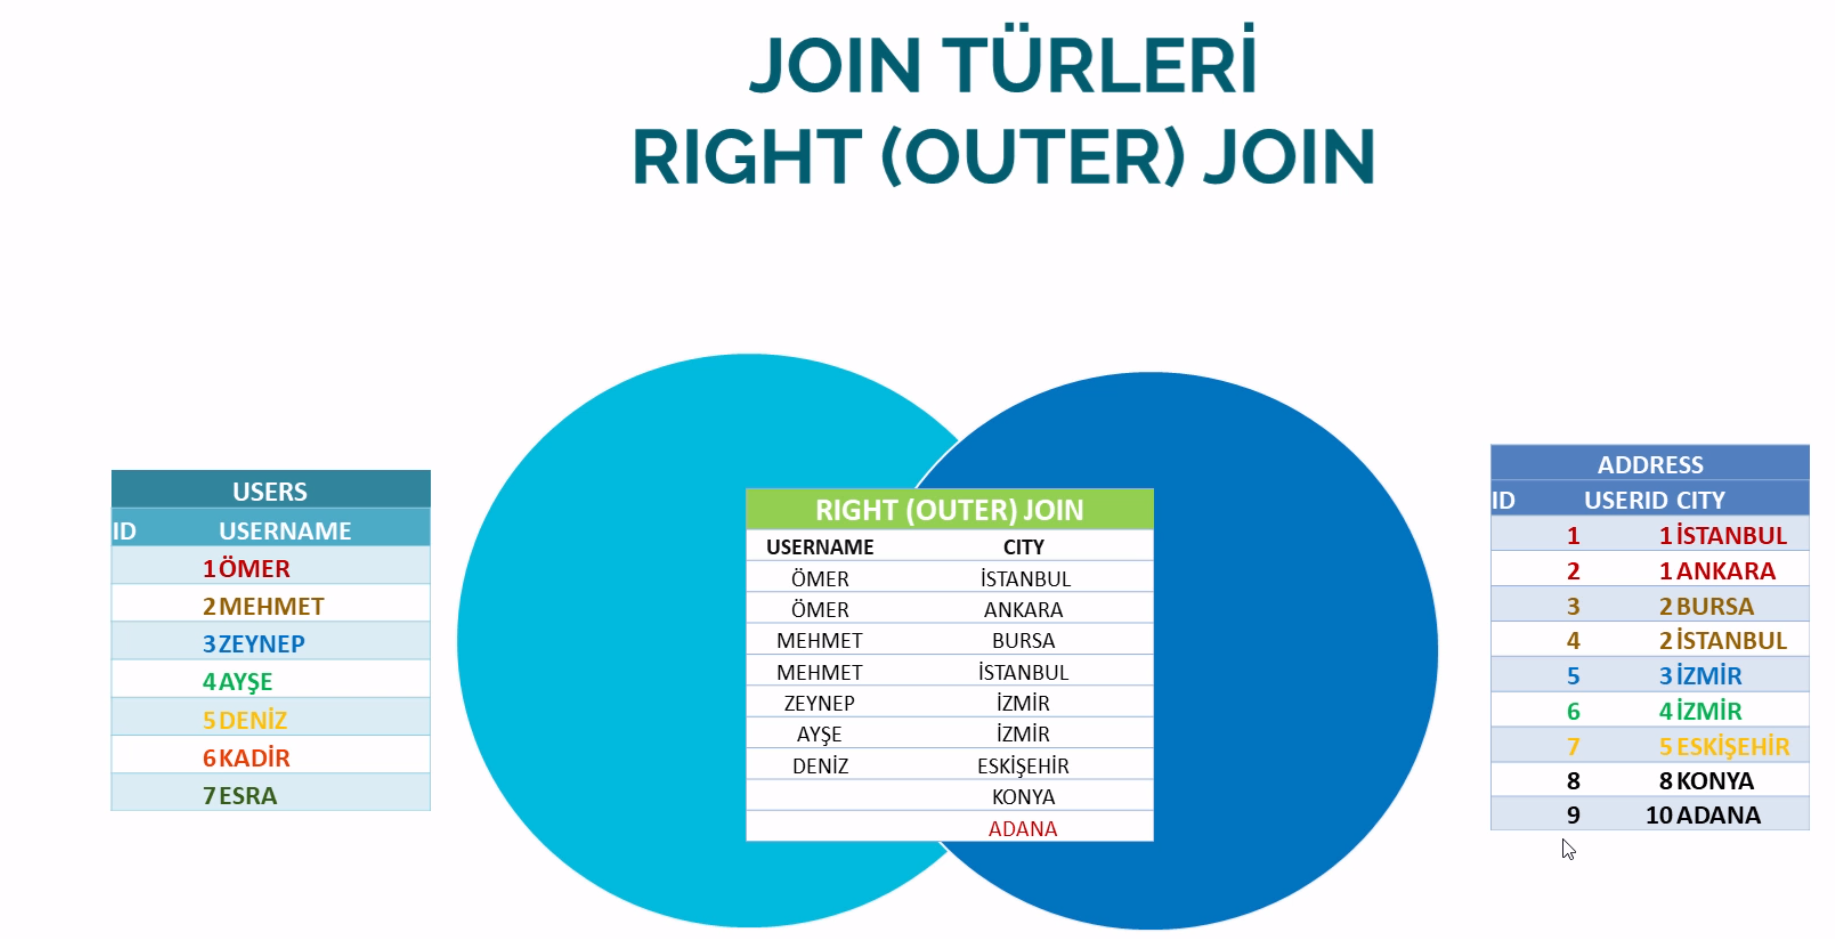 JOIN TÜRLERİ
RIGHT (OUTER) JOIN
USERS
ID USERNAME
1 ÖMER
2 MEHMET
3 ZEYNEP
4 AYŞE
5 DENİZ
6 KADİR
7 ESRA
RIGHT (OUTER) JOIN
USERNAME CITY
ÖMER İSTANBUL
ÖMER ANKARA
MEHMET BURSA
MEHMET İSTANBUL
ZEYNEP İZMİR
AYŞE İZMİR
DENİZ ESKİŞEHİR
KONYA
ADANA
ADDRESS
ID USERID CITY
1 1 İSTANBUL
2 1 ANKARA
3 2 BURSA
4 2 İSTANBUL
5 3 İZMİR
6 4 İZMİR
7 5 ESKİŞEHİR
8 8 KONYA
9 10 ADANA